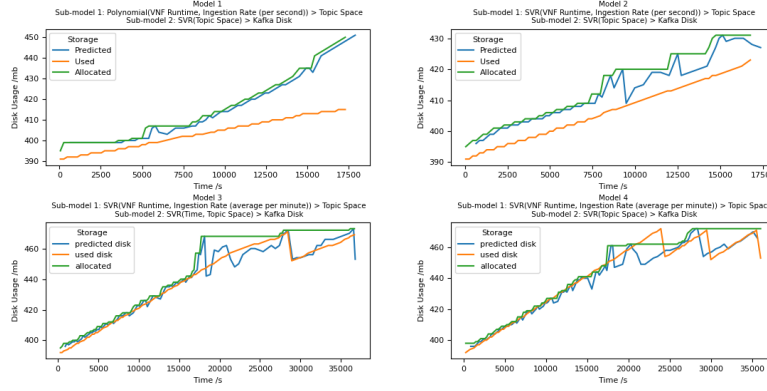 Model 1
Sub-model 1: Polynomial(VNF Runtime, Ingestion Rate (per second)) > Topic Space
Sub-model 2: SVR(Topic Space) > Kafka Disk
Storage
Predicted
Used
Allocated
Disk Usage /mb
450
440
430
420
410
400
390
0
2500
5000
7500
10000
12500
15000
17500
Time /s
Model 2
Sub-model 1: SVR(VNF Runtime, Ingestion Rate (per second)) > Topic Space
Sub-model 2: SVR(Topic Space) > Kafka Disk
Storage
Predicted
Used
Allocated
Disk Usage /mb
430
420
410
400
390
0
2500
5000
7500
10000
12500
15000
17500
Time /s
Model 3
Sub-model 1: SVR(VNF Runtime, Ingestion Rate (average per minute)) > Topic Space
Sub-model 2: SVR(Time, Topic Space) > Kafka Disk
Storage
predicted disk
used disk
allocated
Disk Usage /mb
460
440
420
400
0
5000
10000
15000
20000
25000
30000
35000
Time /s
Model 4
Sub-model 1: SVR(VNF Runtime, Ingestion Rate (average per minute)) > Topic Space
Sub-model 2: SVR(Topic Space) > Kafka Disk
Storage
predicted disk
used disk
allocated
Disk Usage /mb
460
440
420
400
0
5000
10000
15000
20000
25000
30000
35000
Time /s